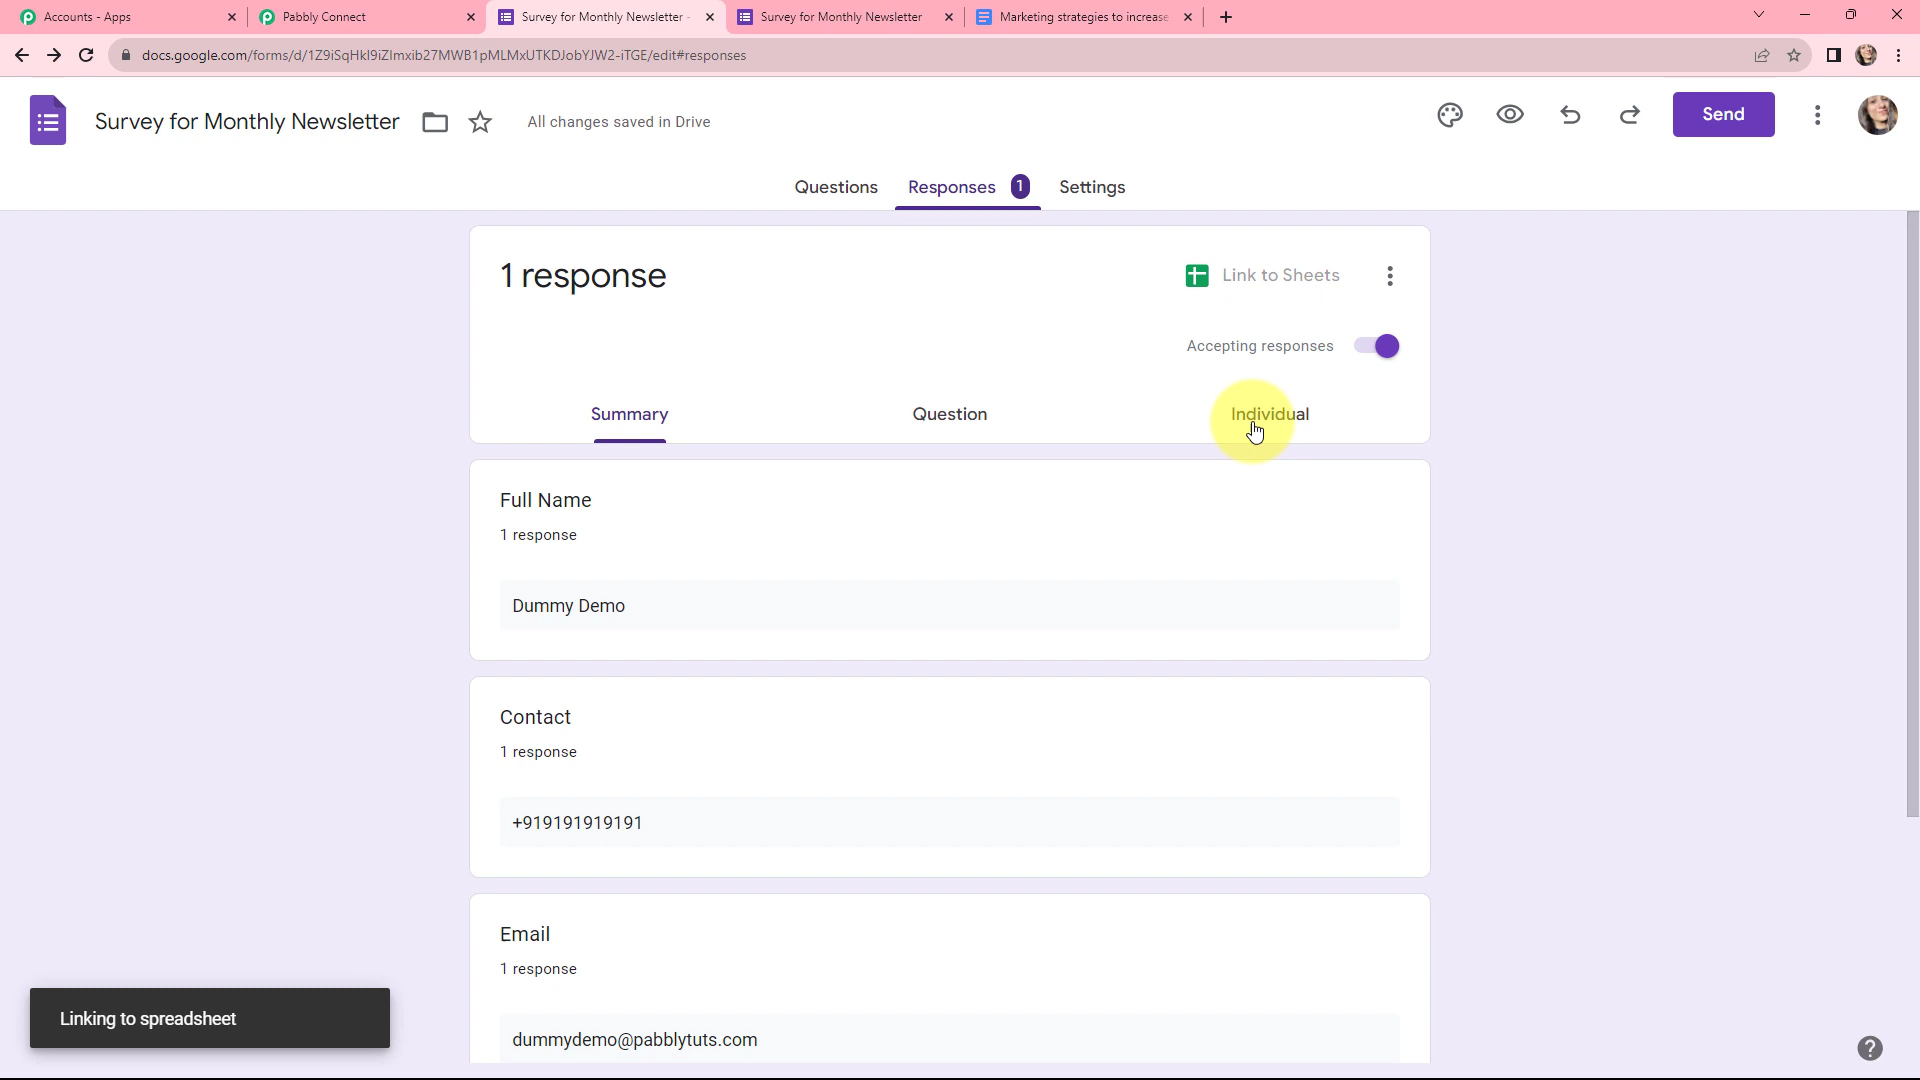 Accounts - Apps
Pabbly Connect
Survey for Monthly Newsletter -
Survey for Monthly Newsletter
Marketing strategies to increase
docs.google.com/forms/d/1Z9iSqHkl9iZlmxib27MWB1pMLMxUTKDJobYJW2-iTGE/edit#responses
Survey for Monthly Newsletter
All changes saved in Drive
Send
Questions
Responses 1
Settings
1 response
Link to Sheets
Accepting responses
Summary
Question
Individual
Full Name
1 response
Dummy Demo
Contact
1 response
+919191919191
Email
1 response
dummydemo@pabblytuts.com
Linking to spreadsheet